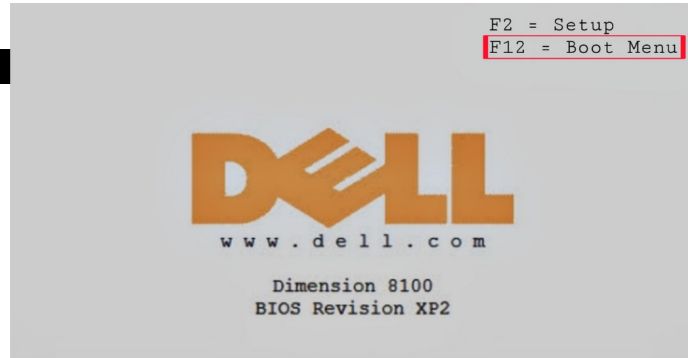 F2 = Setup
F12 = Boot Menu
DELL
www.dell.com
Dimension 8100
BIOS Revision XP2